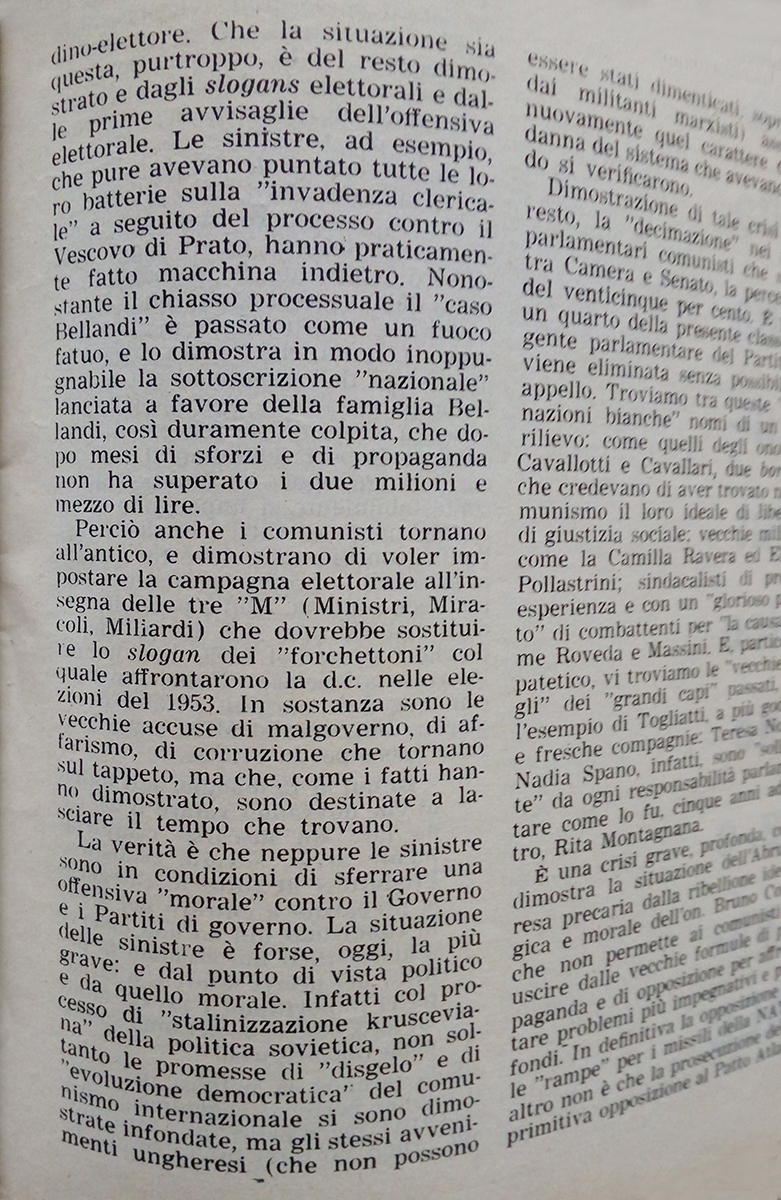 dino-elettore. Che la situazione sia
questa, purtroppo, è del resto dimo-
strato e dagli slogans elettorali e dal-
le prime avvisaglie dell'offensiva
elettorale. Le sinistre, ad esempio,
che pure avevano puntato tutte le lo-
ro batterie sulla "invadenza clerica-
le" a seguito del processo contro il
Vescovo di Prato, hanno praticamen-
te fatto macchina indietro. Nono-
stante il chiasso processuale il "caso
Bellandi" è passato come un fuoco
fatuo, e lo dimostra in modo inoppu-
gnabile la sottoscrizione "nazionale"
lanciata a favore della famiglia Bel-
landi, così duramente colpita, che do-
po mesi di sforzi e di propaganda
non ha superato i due milioni e
mezzo di lire.
Perciò anche i comunisti tornano
all'antico, e dimostrano di voler im-
postare la campagna elettorale all'in-
segna delle tre "M" (Ministri, Mira-
coli, Miliardi) che dovrebbe sostitui-
re lo slogan dei "forchettoni" col
quale affrontarono la d.c. nelle ele-
zioni del 1953. In sostanza sono le
vecchie accuse di malgoverno, di af-
farismo, di corruzione che tornano
sul tappeto, ma che, come i fatti han-
no dimostrato, sono destinate a la-
sciare il tempo che trovano.
La verità è che neppure le sinistre
sono in condizioni di sferrare una
offensiva "morale" contro il Governo
e i Partiti di governo. La situazione
delle sinistre è forse, oggi, la più
grave: e dal punto di vista politico
e da quello morale. Infatti col pro-
cesso di "stalinizzazione kruscevia-
na" della politica sovietica, non sol-
tanto le promesse di "disgelo" e di
"evoluzione democratica" del comu-
nismo internazionale si sono dimo-
strate infondate, ma gli stessi avveni-
menti ungheresi (che non possono
essere stati dimenticati,
dai militanti marxisti)
nuovamente quel carattere
danna del sistema che avevan
do si verificarono.
Dimostrazione di tale crisi
resto, la "decimazione" nei
parlamentari comunisti che
tra Camera e Senato, la perce
del venticinque per cento. È
un quarto della presente clas
gente parlamentare del Parti
viene eliminata senza possibi
appello. Troviamo tra queste
nazioni bianche" nomi di un
rilievo: come quelli degli ono
Cavallotti e Cavallari, due bor
che credevano di aver trovato n
munismo il loro ideale di libe
di giustizia sociale; vecchie mil
come la Camilla Ravera ed E
Pollastrini; sindacalisti di pr
esperienza e con un "glorioso p
to" di combattenti per "la causa
me Roveda e Massini. E, partic
patetico, vi troviamo le "vecchie
gli" dei "grandi capi" passati,
l'esempio di Togliatti, a più gio
e fresche compagnie: Teresa No
Nadia Spano, infatti, sono "sol
te" da ogni responsabilità parla
tare come lo fu, cinque anni ad
tro, Rita Montagnana.
È una crisi grave, profonda,
dimostra la situazione dell'Abru
resa precaria dalla ribellione ide
gica e morale dell'on. Bruno Co
che non permette ai comunist
uscire dalle vecchie formule di p
paganda e di opposizione per affr
tare problemi più impegnativi e p
fondi. In definitiva la opposizione
le "rampe" per i missili della NA
altro non è che la prosecuzione di
primitiva opposizione al Patto Atla